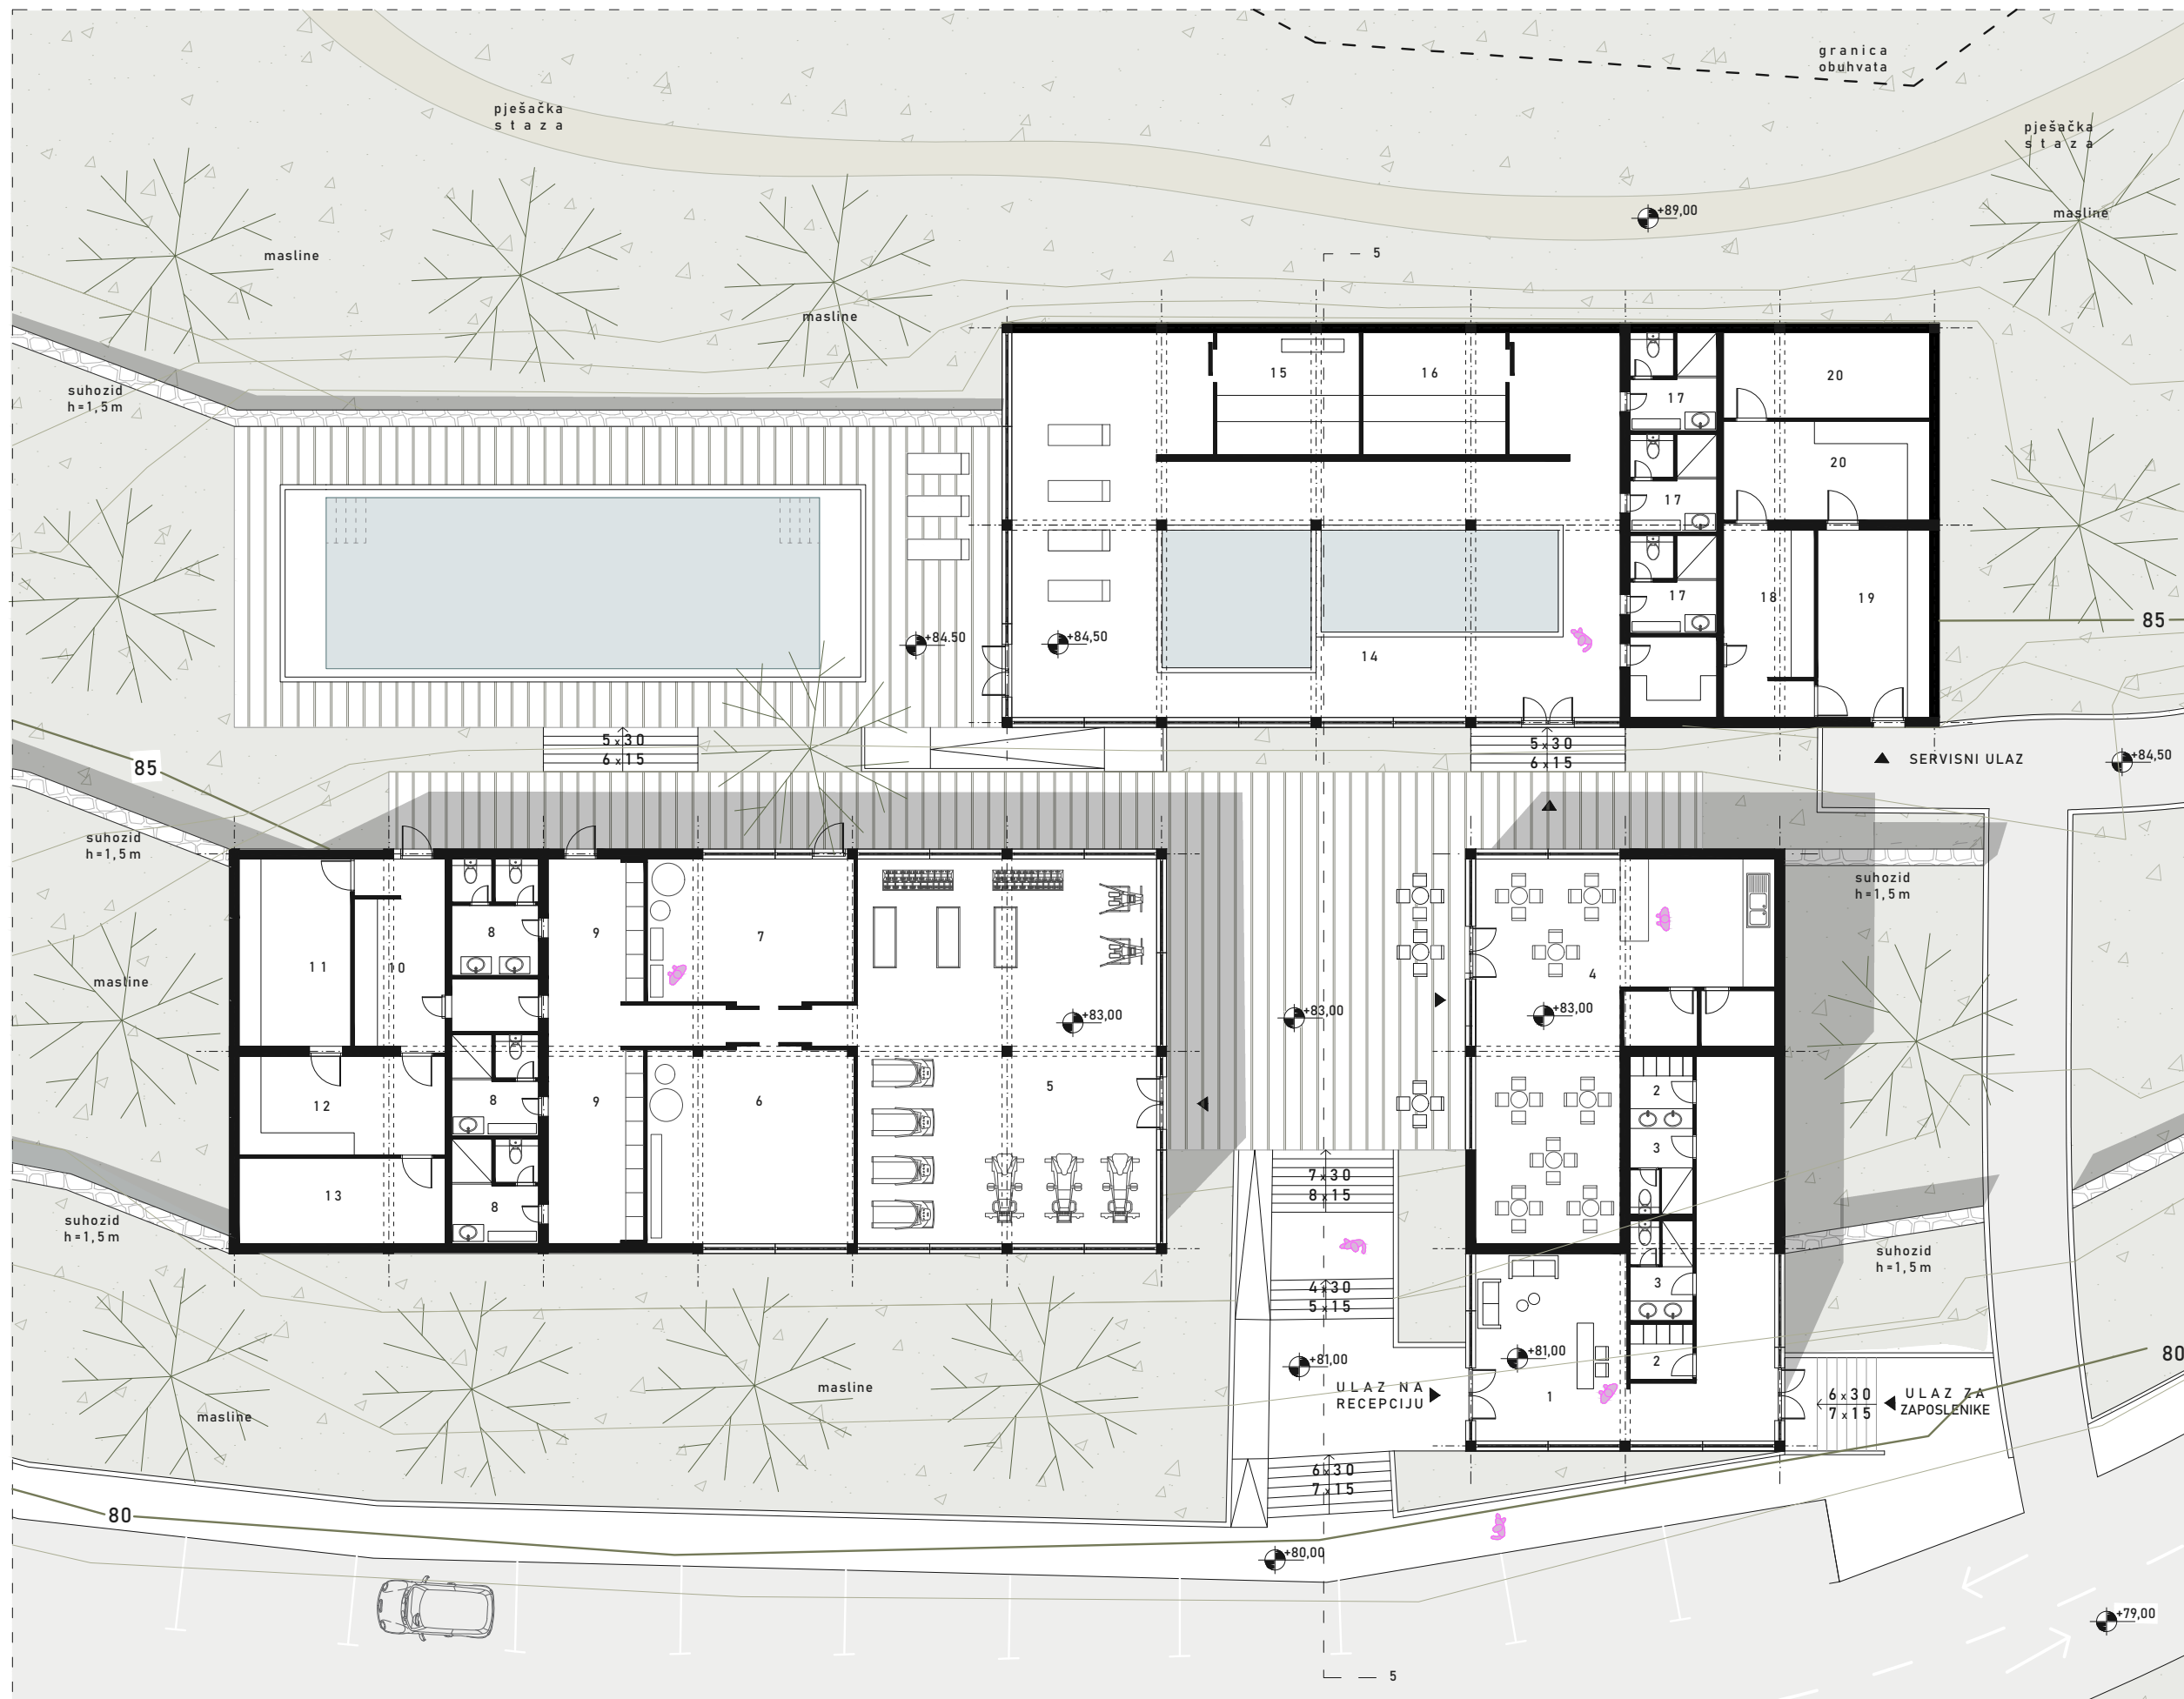 granica
obuhvata
pješačka
staza
pješačka
staza
+89,00
masline
masline
5
masline
suhozid
h=1,5m
15
16
17
20
17
20
17
18
19
+84.50
+84,50
14
85
5x30
6x15
5x30
6x15
SERVISNI ULAZ
+84,50
85
suhozid
h=1,5m
suhozid
h=1,5m
8
9
7
11
10
4
masline
+83,00
+83,00
+83,00
12
8
9
6
5
2
3
13
8
7x30
8x15
suhozid
h=1,5m
suhozid
h=1,5m
4x30
5x15
3
+81,00
+81,00
2
80
ULAZ NA
RECEPCIJU
1
6x30
7x15
ULAZ ZA
ZAPOSLENIKE
masline
masline
6x30
7x15
80
+80,00
+79,00
5